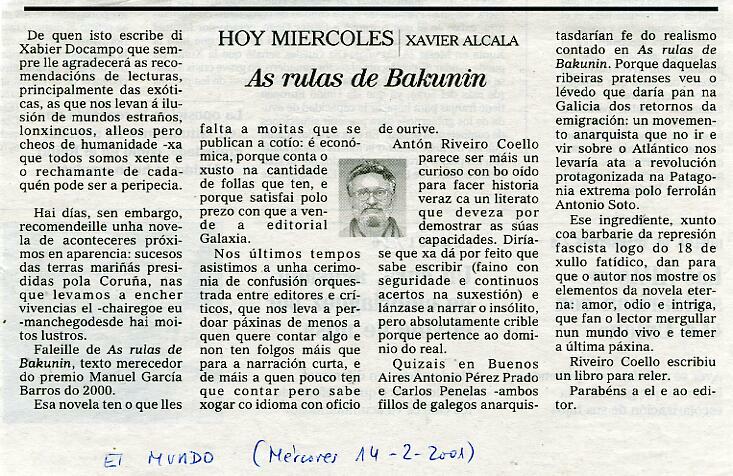 HOY MIERCOLES | XAVIER ALCALA
As rulas de Bakunin
De quen isto escribe di
Xabier Docampo que sem-
pre lle agradecerá as reco-
mendacións de lecturas,
principalmente das exóti-
cas, as que nos levan á ilu-
sión de mundos estraños,
lonxincuos, alleos pero
cheos de humanidade -xa
que todos somos xente e
o rechamante de cada-
quén pode ser a peripecia.
Hai días, sen embargo,
recomendeille unha nove-
la de aconteceres próxi-
mos en aparencia: sucesos
das terras mariñás presi-
didas pola Coruña, nas
que levamos a encher
vivencias el -chairegoe eu
-manchegodesde hai moi-
tos lustros.
Faleille de As rulas de
Bakunin, texto merecedor
do premio Manuel García
Barros do 2000.
Esa novela ten o que lles
falta a moitas que se
publican a cotío: é econó-
mica, porque conta o
xusto na cantidade
de follas que ten, e
porque satisfai polo
prezo con que a ven-
de a editorial
Galaxia.
Nos últimos tempos
asistimos a unha cerimo-
nia de confusión orques-
trada entre editores e crí-
ticos, que nos leva a per-
doar páxinas de menos a
quen quere contar algo e
non ten folgos máis que
para a narración curta, e
de máis a quen pouco ten
que contar pero sabe
xogar co idioma con oficio
de ourive.
Antón Riveiro Coello
parece ser máis un
curioso con bo oído
para facer historia
veraz ca un literato
que deveza por
demostrar as súas
capacidades. Diría-
se que xa dá por feito que
sabe escribir (faino con
seguridade e continuos
acertos na suxestión) e
lánzase a narrar o insólito,
pero absolutamente crible
porque pertence ao domi-
nio do real.
Quizais en Buenos
Aires Antonio Pérez Prado
e Carlos Penelas -ambos
fillos de galegos anarquis-
tasdarían fe do realismo
contado en As rulas de
Bakunin. Porque daquelas
ribeiras pratenses veu o
lévedo que daría pan na
Galicia dos retornos da
emigración: un movemen-
to anarquista que no ir e
vir sobre o Atlántico nos
levaría ata a revolución
protagonizada na Patago-
nia extrema polo ferrolán
Antonio Soto.
Ese ingrediente, xunto
coa barbarie da represión
fascista logo do 18 de
xullo fatídico, dan para
que o autor nos mostre os
elementos da novela eter-
na: amor, odio e intriga,
que fan o lector mergullar
nun mundo vivo e temer
a última páxina.
Riveiro Coello escribiu
un libro para reler.
Parabéns a el e ao edi-
tor.
El MUNDO (Mércores 14-2-2001)